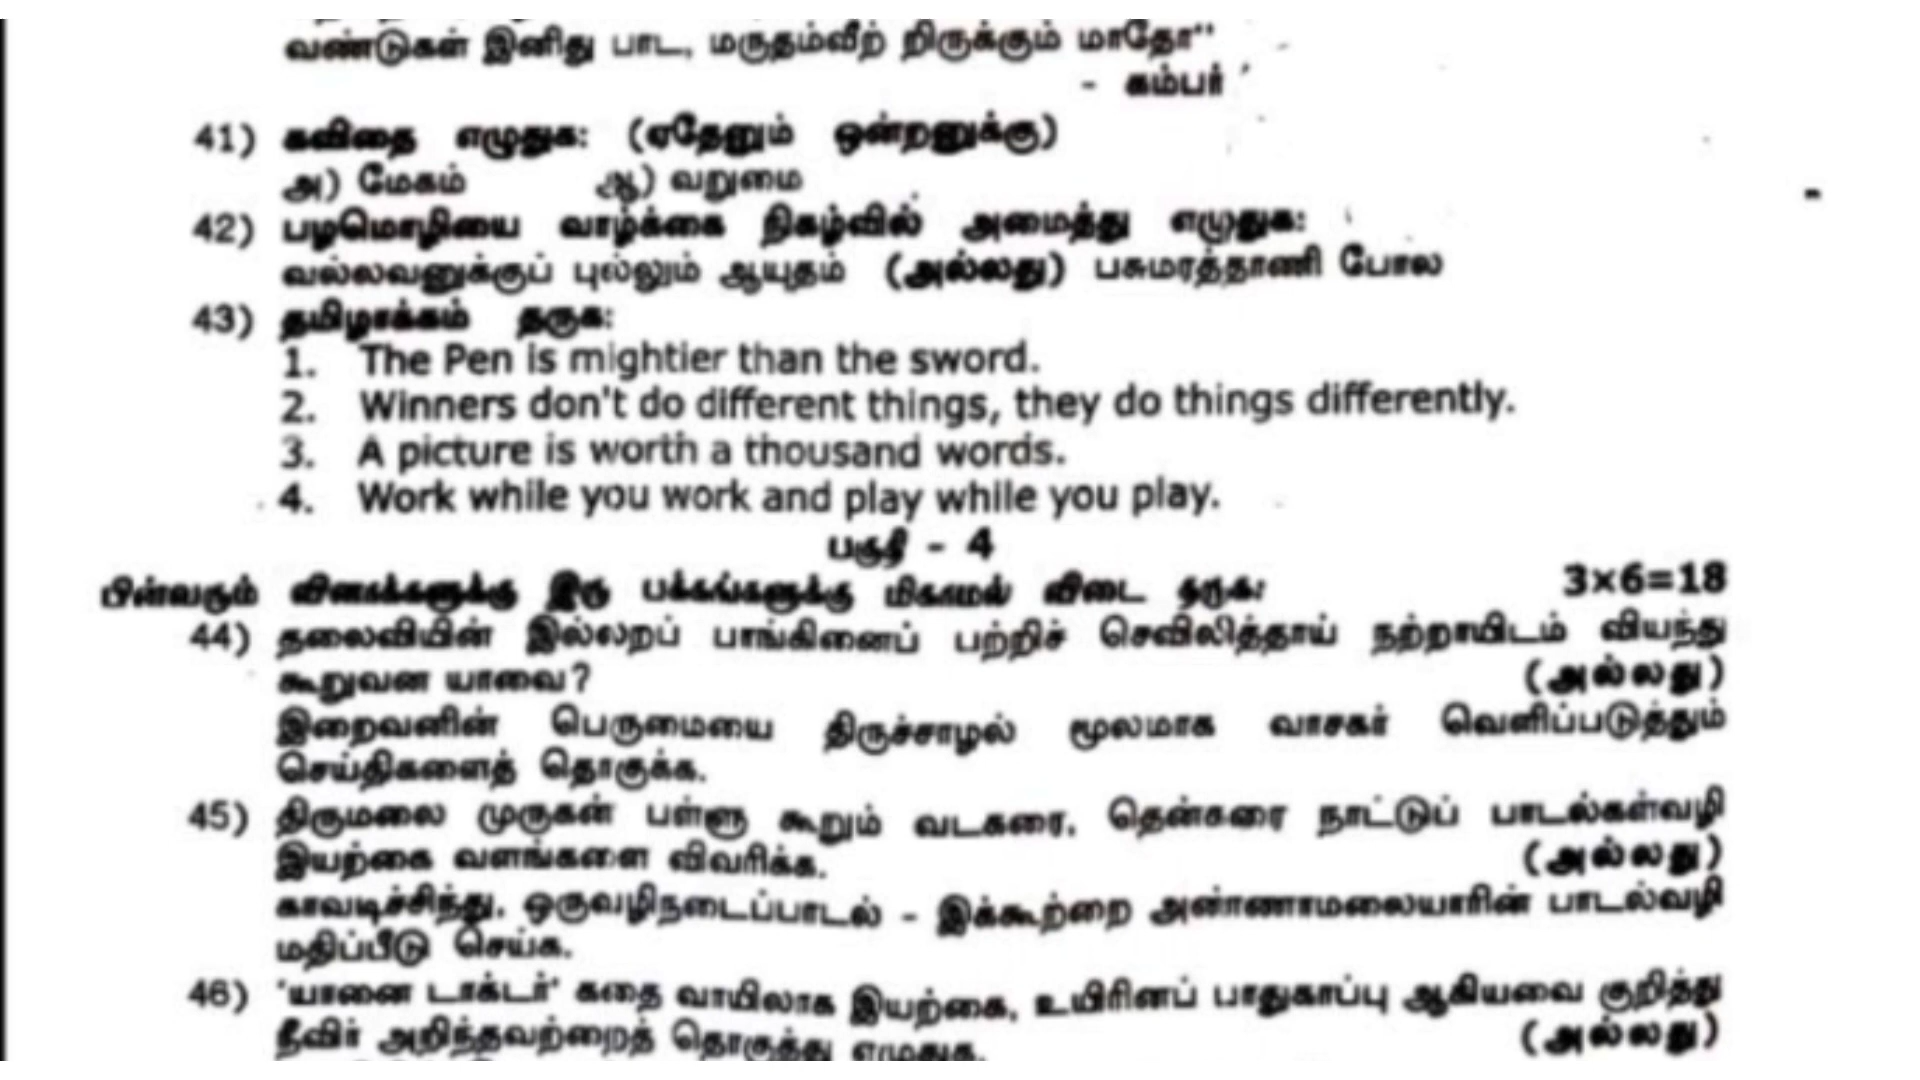 வண்டுகள் இனிது பாட, மருதம்வீற் றிருக்கும் மாதோ"
- கம்பர்
41) கவிதை எழுதுக: (ஏதேனும் ஒன்றனுக்கு)
அ) மேகம் ஆ) வறுமை
42) பழமொழியை வாழ்க்கை நிகழ்வில் அமைத்து எழுதுக:
வல்லவனுக்குப் புல்லும் ஆயுதம் (அல்லது) பசுமரத்தாணி போல
43) தமிழாக்கம் தருக:
1. The Pen is mightier than the sword.
2. Winners don't do different things, they do things differently.
3. A picture is worth a thousand words.
4. Work while you work and play while you play.
பகுதி - 4
பின்வரும் வினாக்களுக்கு இரு பக்கங்களுக்கு மிகாமல் விடை தருக: 3×6=18
44) தலைவியின் இல்லறப் பாங்கினைப் பற்றிச் செவிலித்தாய் நற்றாயிடம் வியந்து
கூறுவன யாவை? (அல்லது)
இறைவனின் பெருமையை திருச்சாழல் மூலமாக வாசகர் வெளிப்படுத்தும்
செய்திகளைத் தொகுக்க.
45) திருமலை முருகன் பள்ளு கூறும் வடகரை, தென்கரை நாட்டுப் பாடல்கள்வழி
இயற்கை வளங்களை விவரிக்க. (அல்லது)
காவடிச்சிந்து, ஒருவழிநடைப்பாடல் - இக்கூற்றை அண்ணாமலையாரின் பாடல்வழி
மதிப்பீடு செய்க.
46) 'யானை டாக்டர்' கதை வாயிலாக இயற்கை, உயிரினப் பாதுகாப்பு ஆகியவை குறித்து
நீவிர் அறிந்தவற்றைத் தொகுத்து எழுதுக. (அல்லது)